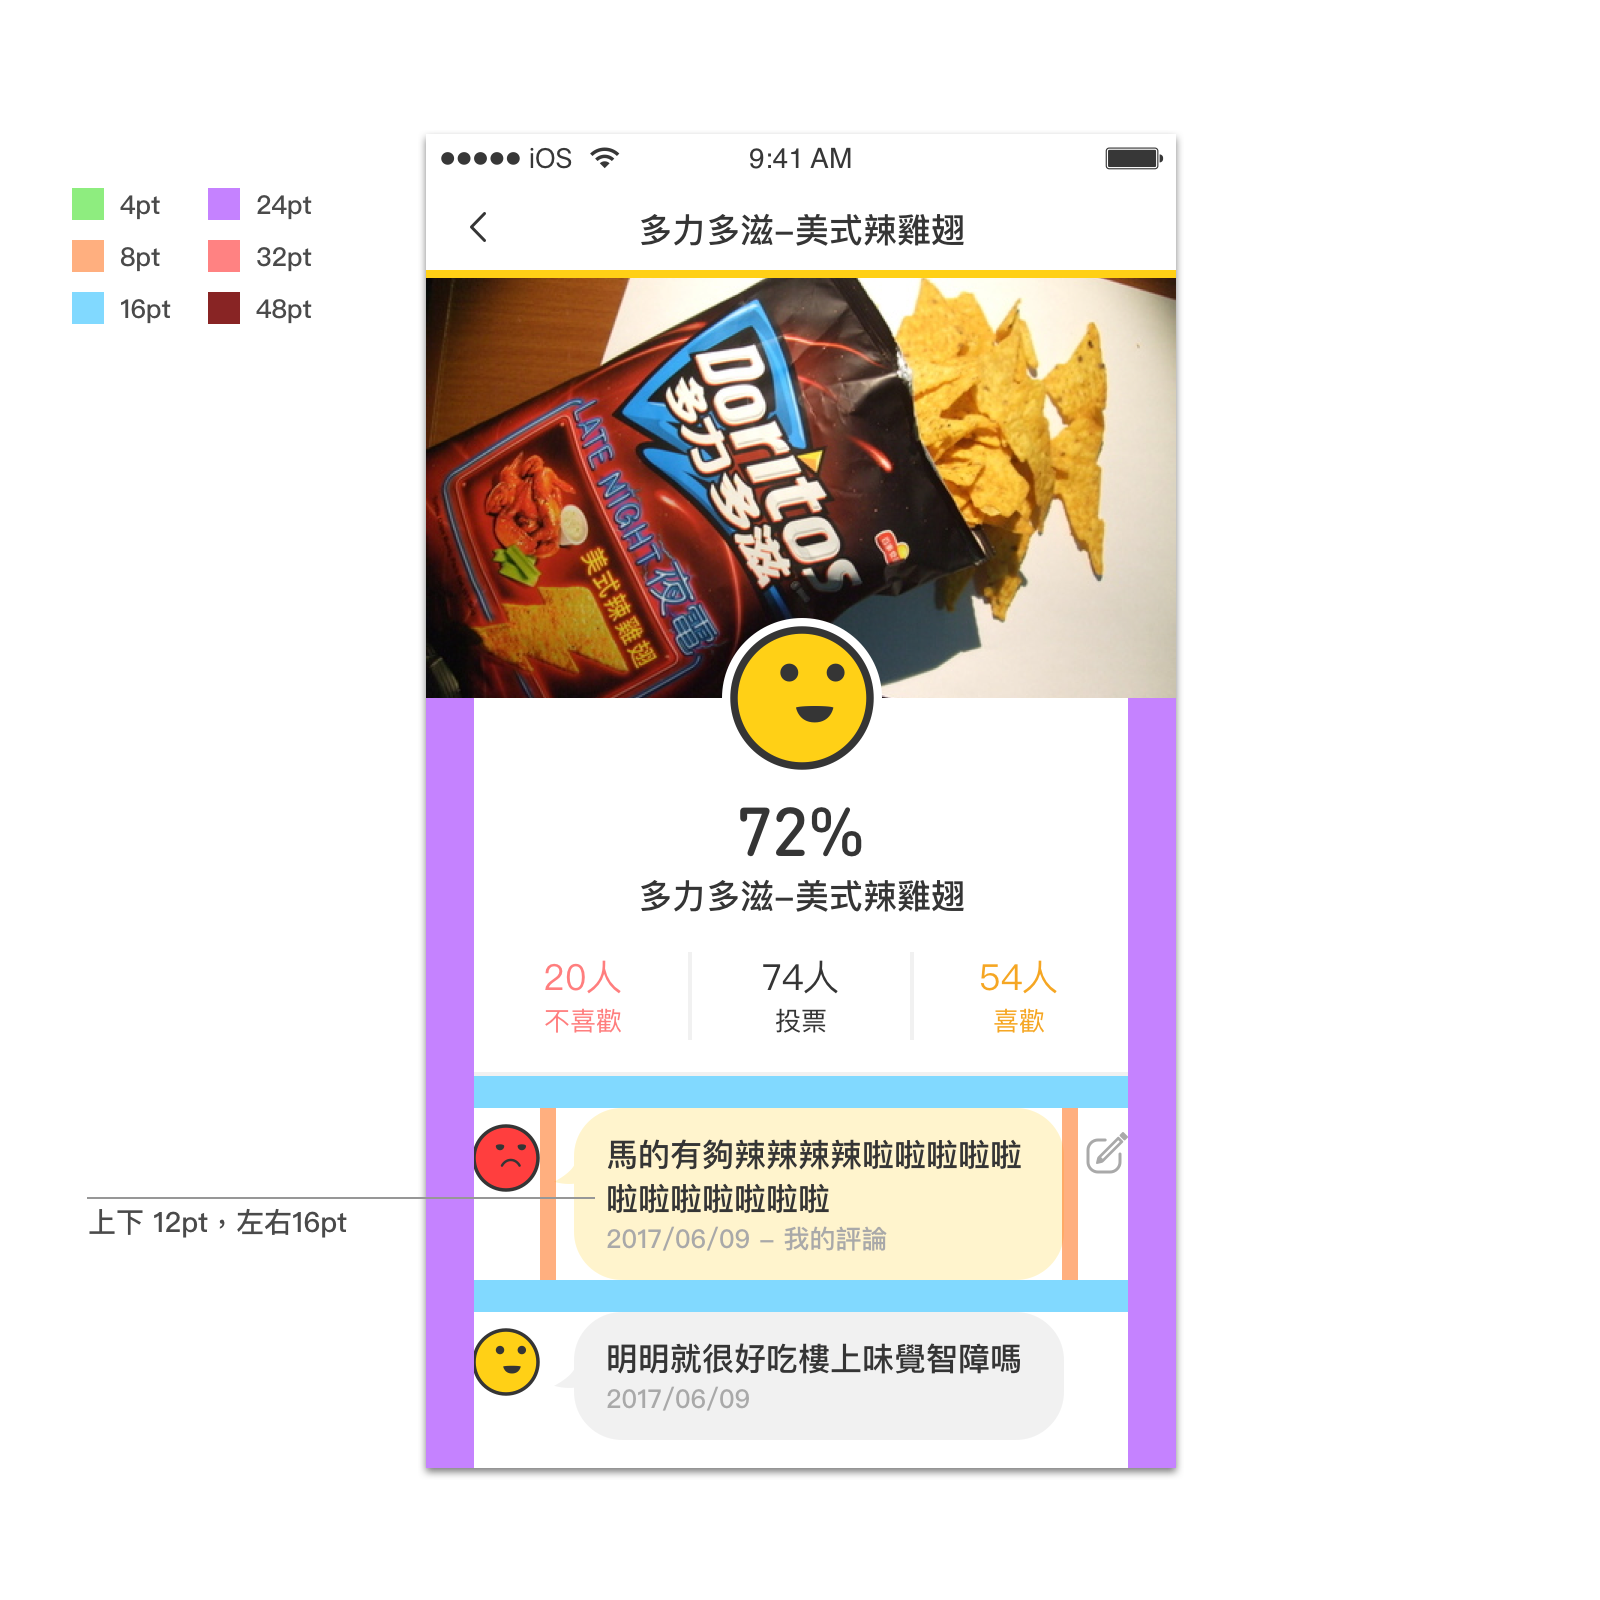 ●●●●● iOS 9:41 AM
4pt
24pt
8pt
32pt
16pt
48pt
多力多滋–美式辣雞翅
Doritos
多力多滋
LATE NIGHT 夜電
美式辣雞翅
72%
多力多滋–美式辣雞翅
20人
不喜歡
74人
投票
54人
喜歡
馬的有夠辣辣辣辣啦啦啦啦啦
啦啦啦啦啦啦啦
2017/06/09 – 我的評論
上下 12pt，左右16pt
明明就很好吃樓上味覺智障嗎
2017/06/09